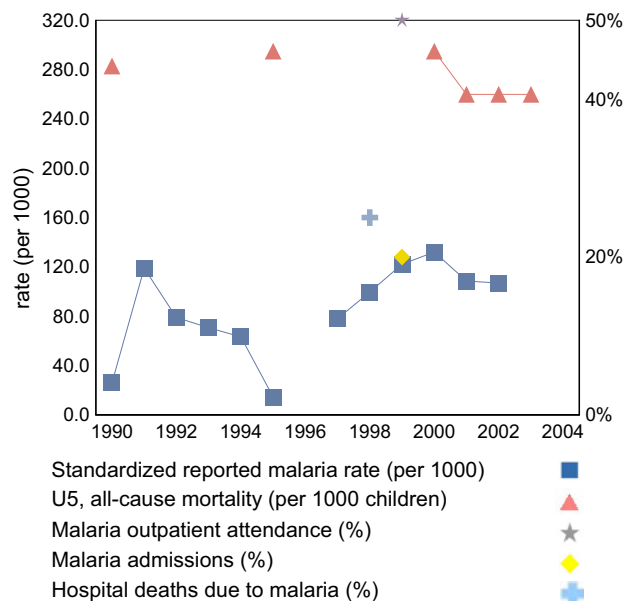 320.0
280.0
240.0
200.0
160.0
120.0
80.0
40.0
0.0
rate (per 1000)
50%
40%
20%
0%
1990 1992 1994 1996 1998 2000 2002 2004
Standardized reported malaria rate (per 1000)
U5, all-cause mortality (per 1000 children)
Malaria outpatient attendance (%)
Malaria admissions (%)
Hospital deaths due to malaria (%)